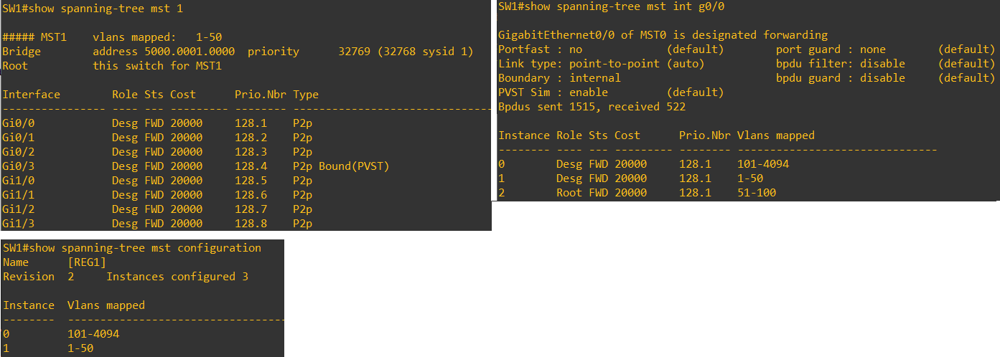 SW1#show spanning-tree mst 1
##### MST1    vlans mapped:   1-50
Bridge        address 5000.0001.0000  priority      32769 (32768 sysid 1)
Root          this switch for MST1
Interface        Role Sts Cost      Prio.Nbr Type
---------------- ---- --- --------- -------- -------------------------------
Gi0/0            Desg FWD 20000     128.1    P2p
Gi0/1            Desg FWD 20000     128.2    P2p
Gi0/2            Desg FWD 20000     128.3    P2p
Gi0/3            Desg FWD 20000     128.4    P2p Bound(PVST)
Gi1/0            Desg FWD 20000     128.5    P2p
Gi1/1            Desg FWD 20000     128.6    P2p
Gi1/2            Desg FWD 20000     128.7    P2p
Gi1/3            Desg FWD 20000     128.8    P2p
SW1#show spanning-tree mst int g0/0
GigabitEthernet0/0 of MST0 is designated forwarding
Portfast : no             (default)      port guard : none        (default)
Link type: point-to-point (auto)         bpdu filter: disable     (default)
Boundary : internal                      bpdu guard : disable     (default)
PVST Sim : enable         (default)
Bpdus sent 1515, received 522
Instance Role Sts Cost      Prio.Nbr Vlans mapped
-------- ---- --- --------- -------- -------------------------------
0        Desg FWD 20000     128.1    101-4094
1        Desg FWD 20000     128.1    1-50
2        Root FWD 20000     128.1    51-100
SW1#show spanning-tree mst configuration
Name      [REG1]
Revision  2     Instances configured 3
Instance  Vlans mapped
--------  ----------------------------------
0         101-4094
1         1-50